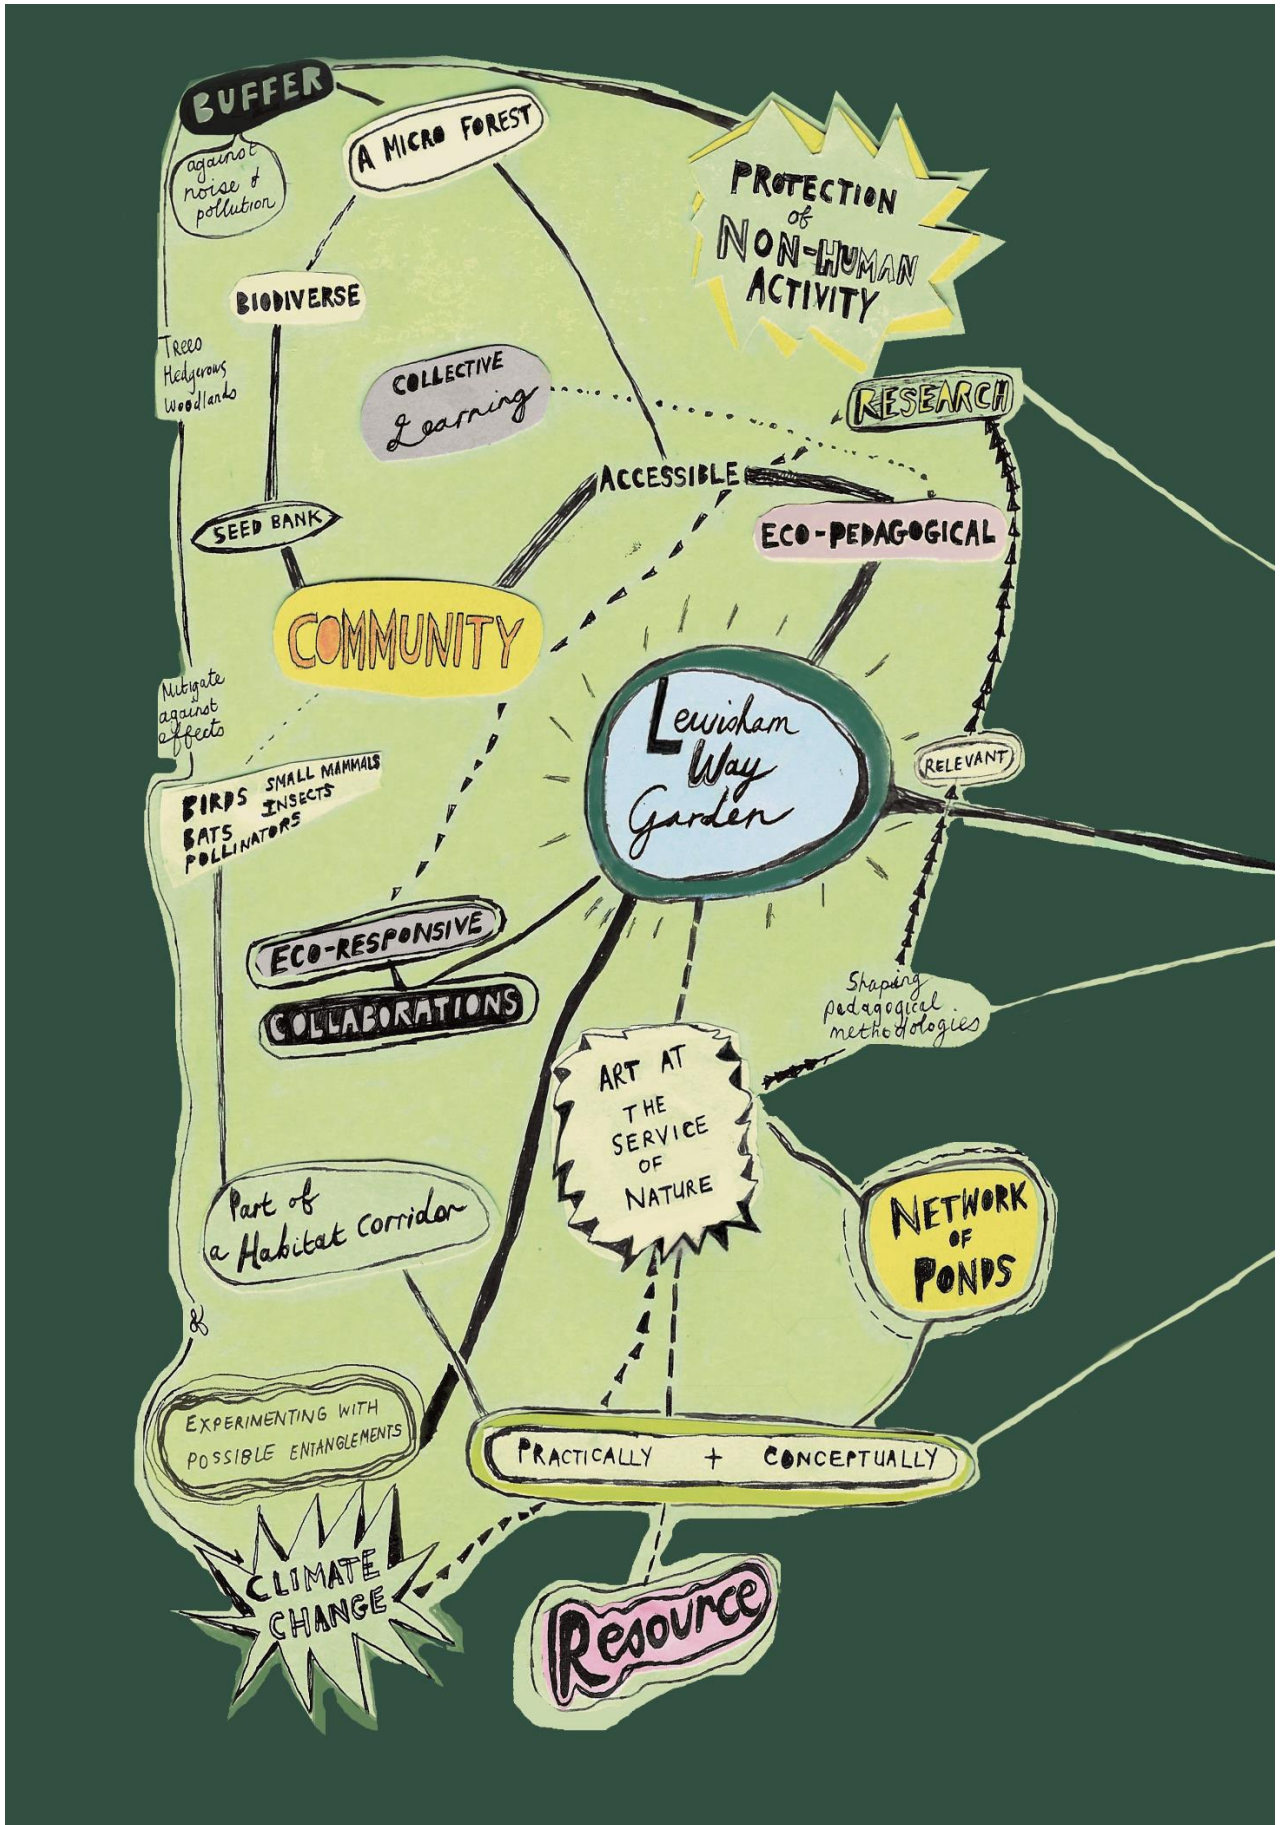 BUFFER
against
noise &
pollution
A MICRO FOREST
PROTECTION
of
NON-HUMAN
ACTIVITY
BIODIVERSE
Trees
Hedgerows
Woodlands
COLLECTIVE
Learning
RESEARCH
ACCESSIBLE
SEED BANK
ECO-PEDAGOGICAL
COMMUNITY
Mitigate
against
effects
Lewisham
Way
Garden
RELEVANT
BIRDS SMALL MAMMALS
BATS INSECTS
POLLINATORS
ECO-RESPONSIVE
COLLABORATIONS
Shaping
pedagogical
methodologies
ART AT
THE
SERVICE
OF
NATURE
Part of
a Habitat Corridor
NETWORK
OF
PONDS
of
EXPERIMENTING WITH
POSSIBLE ENTANGLEMENTS
PRACTICALLY + CONCEPTUALLY
CLIMATE
CHANGE
Resource